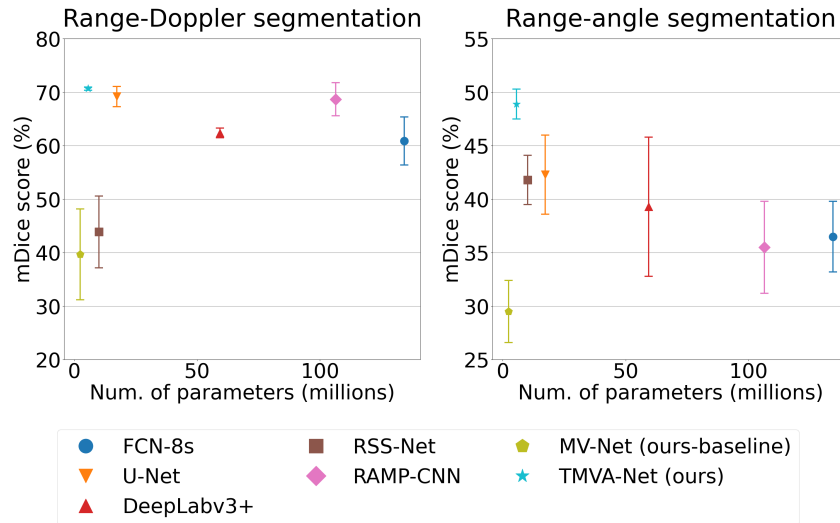 Range-Doppler segmentation
Range-angle segmentation
mDice score (%)
80
70
60
50
40
30
20
0
50
100
Num. of parameters (millions)
mDice score (%)
55
50
45
40
35
30
25
0
50
100
Num. of parameters (millions)
FCN-8s
U-Net
DeepLabv3+
RSS-Net
RAMP-CNN
MV-Net (ours-baseline)
TMVA-Net (ours)